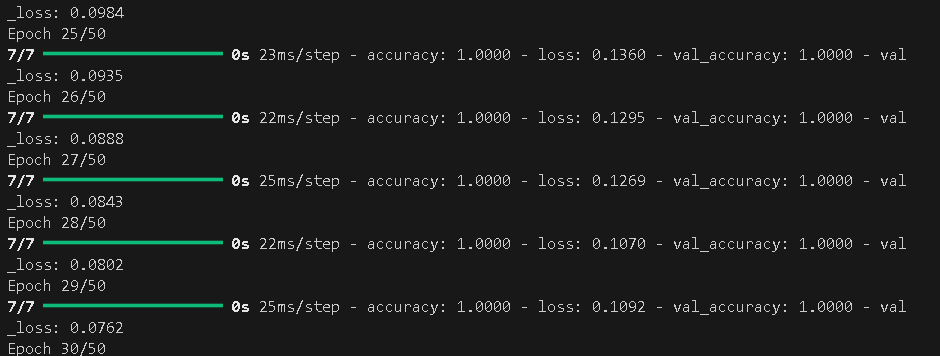 _loss: 0.0984
Epoch 25/50
7/7 0s 23ms/step - accuracy: 1.0000 - loss: 0.1360 - val_accuracy: 1.0000 - val
_loss: 0.0935
Epoch 26/50
7/7 0s 22ms/step - accuracy: 1.0000 - loss: 0.1295 - val_accuracy: 1.0000 - val
_loss: 0.0888
Epoch 27/50
7/7 0s 25ms/step - accuracy: 1.0000 - loss: 0.1269 - val_accuracy: 1.0000 - val
_loss: 0.0843
Epoch 28/50
7/7 0s 22ms/step - accuracy: 1.0000 - loss: 0.1070 - val_accuracy: 1.0000 - val
_loss: 0.0802
Epoch 29/50
7/7 0s 25ms/step - accuracy: 1.0000 - loss: 0.1092 - val_accuracy: 1.0000 - val
_loss: 0.0762
Epoch 30/50